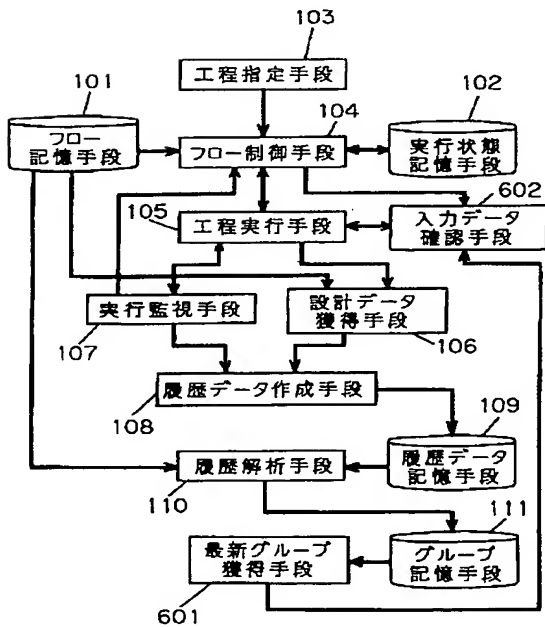 103
工程指定手段
101
フロー
記憶手段
104
フロー制御手段
102
実行状態
記憶手段
602
入力データ
確認手段
105
工程実行手段
実行監視手段
107
設計データ
獲得手段
106
履歴データ作成手段
108
109
履歴データ
記憶手段
履歴解析手段
110
111
グループ
記憶手段
最新グループ
獲得手段
601